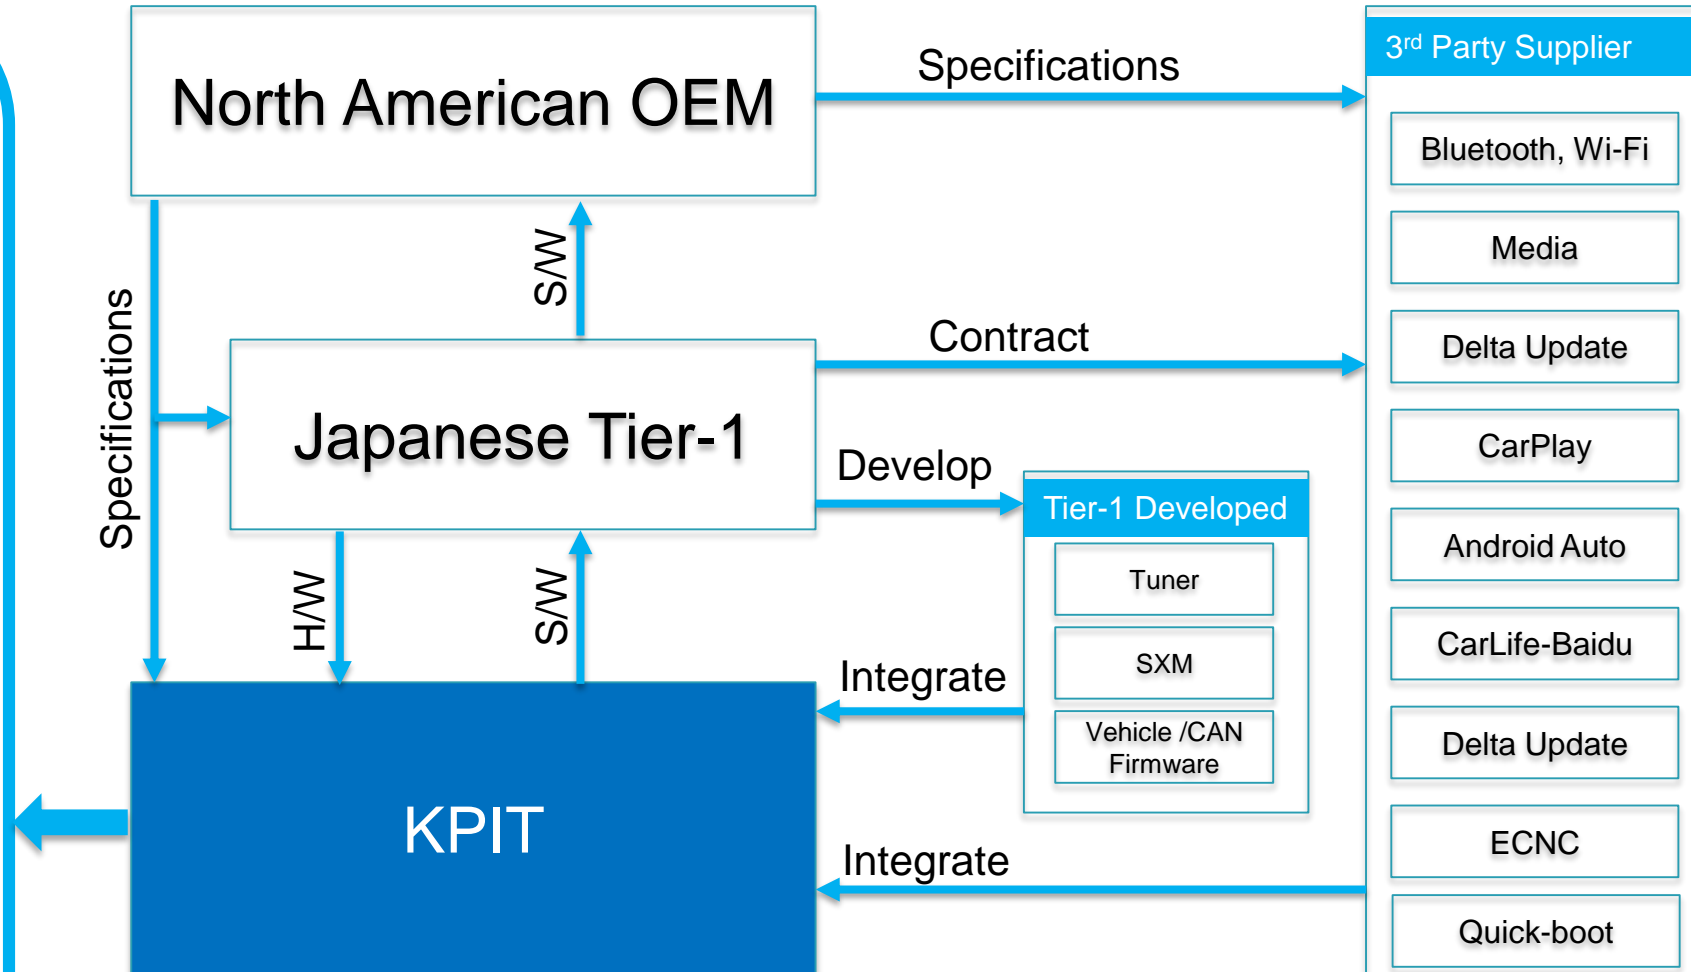 North American OEM
Specifications
3rd Party Supplier
Bluetooth, Wi-Fi
Media
S/W
Specifications
Contract
Delta Update
Japanese Tier-1
CarPlay
Develop
Tier-1 Developed
Android Auto
Tuner
H/W
S/W
SXM
CarLife-Baidu
Integrate
Vehicle /CAN
Firmware
Delta Update
KPIT
ECNC
Integrate
Quick-boot